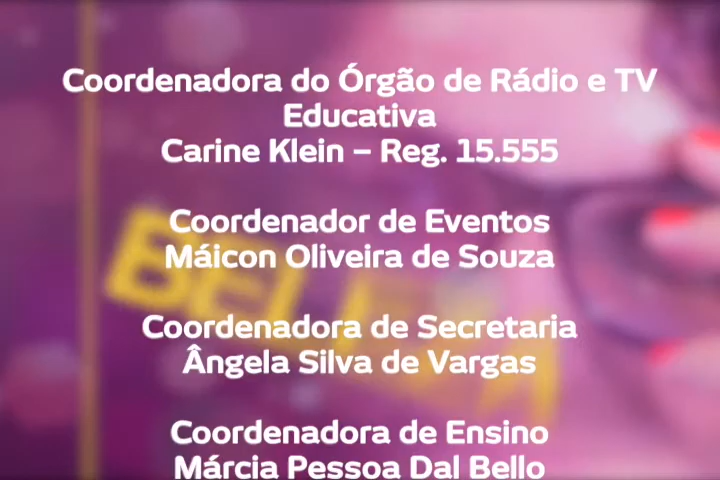 Coordenadora do Órgão de Rádio e TV
Educativa
Carine Klein – Reg. 15.555
Coordenador de Eventos
Máicon Oliveira de Souza
Coordenadora de Secretaria
Ângela Silva de Vargas
Coordenadora de Ensino
Márcia Pessoa Dal Bello